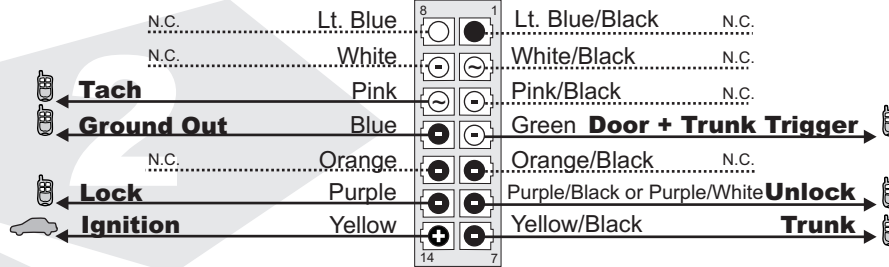 8 1
N.C. Lt. Blue Lt. Blue/Black N.C.
N.C. White White/Black N.C.
Tach Pink Pink/Black N.C.
Ground Out Blue Green Door + Trunk Trigger
N.C. Orange Orange/Black N.C.
Lock Purple Purple/Black or Purple/White Unlock
Ignition Yellow Yellow/Black Trunk
14 7
2